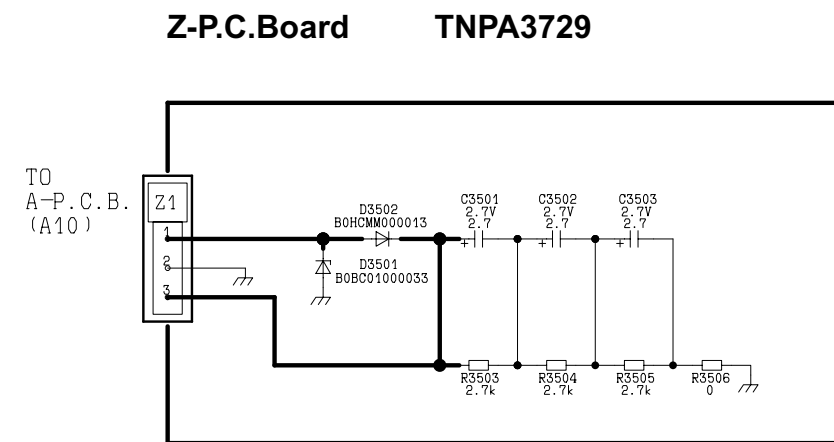 Z-P.C.Board TNPA3729
TO
A-P.C.B.
(A10)
Z1
1
2
3
D3502
B0HCMM000013
D3501
B0BC01000033
C3501
2.7V
2.7
+
C3502
2.7V
2.7
+
C3503
2.7V
2.7
+
R3503
2.7k
R3504
2.7k
R3505
2.7k
R3506
0